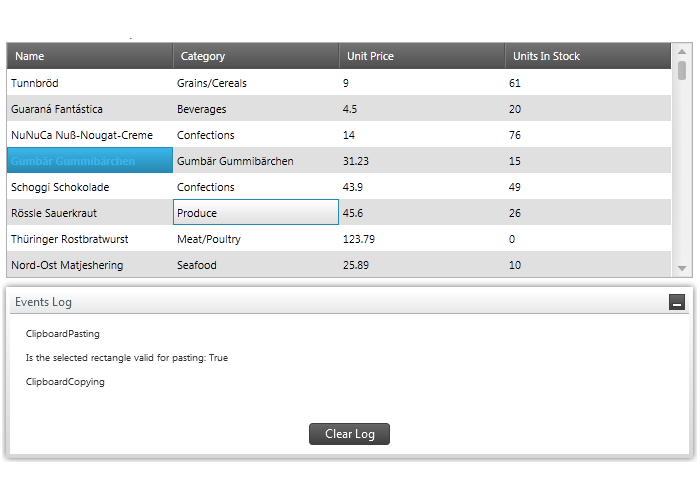 Name Category Unit Price Units In Stock
Tunnbröd Grains/Cereals 9 61
Guaraná Fantástica Beverages 4.5 20
NuNuCa Nuß-Nougat-Creme Confections 14 76
Gumbär Gummibärchen Gumbär Gummibärchen 31.23 15
Schoggi Schokolade Confections 43.9 49
Rössle Sauerkraut Produce 45.6 26
Thüringer Rostbratwurst Meat/Poultry 123.79 0
Nord-Ost Matjeshering Seafood 25.89 10
Events Log
ClipboardPasting
Is the selected rectangle valid for pasting: True
ClipboardCopying
Clear Log